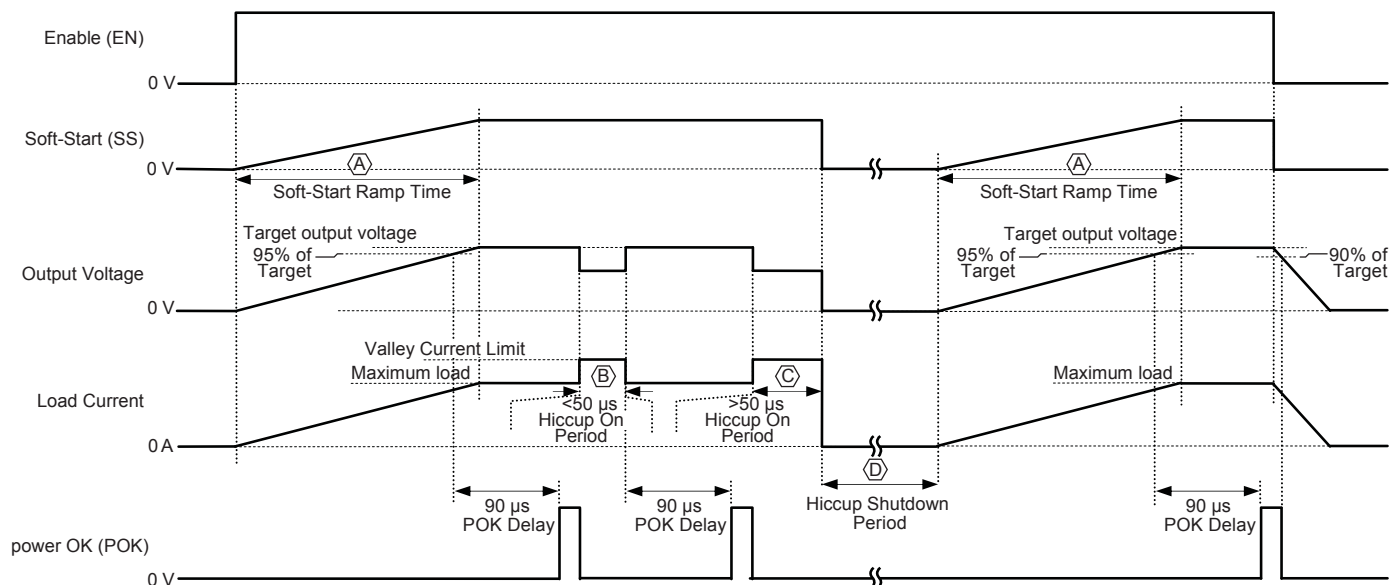 Enable (EN)
0 V
Soft-Start (SS)
0 V
A
Soft-Start Ramp Time
A
Soft-Start Ramp Time
Target output voltage
95% of
Target
Output Voltage
0 V
Target output voltage
95% of
Target
90% of
Target
Valley Current Limit
Maximum load
Load Current
0 A
B
<50 µs
Hiccup On
Period
C
>50 µs
Hiccup On
Period
Maximum load
D
Hiccup Shutdown
Period
90 µs
POK Delay
90 µs
POK Delay
90 µs
POK Delay
power OK (POK)
0 V